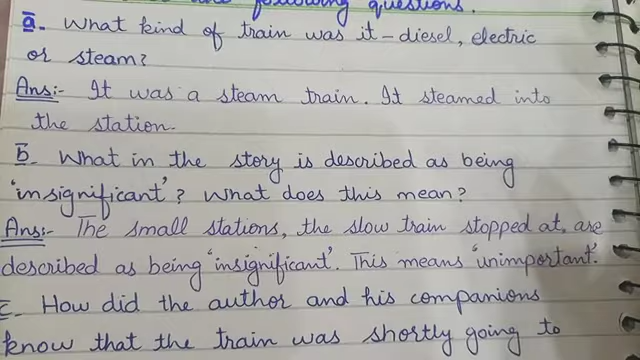 following questions.
a. What kind of train was it - diesel, electric
or steam?
Ans:- It was a steam train. It steamed into
the station.
b. What in the story is described as being
'insignificant'? What does this mean?
Ans:- The small stations, the slow train stopped at, are
described as being 'insignificant'. This means 'unimportant'.
c. How did the author and his companions
know that the train was shortly going to